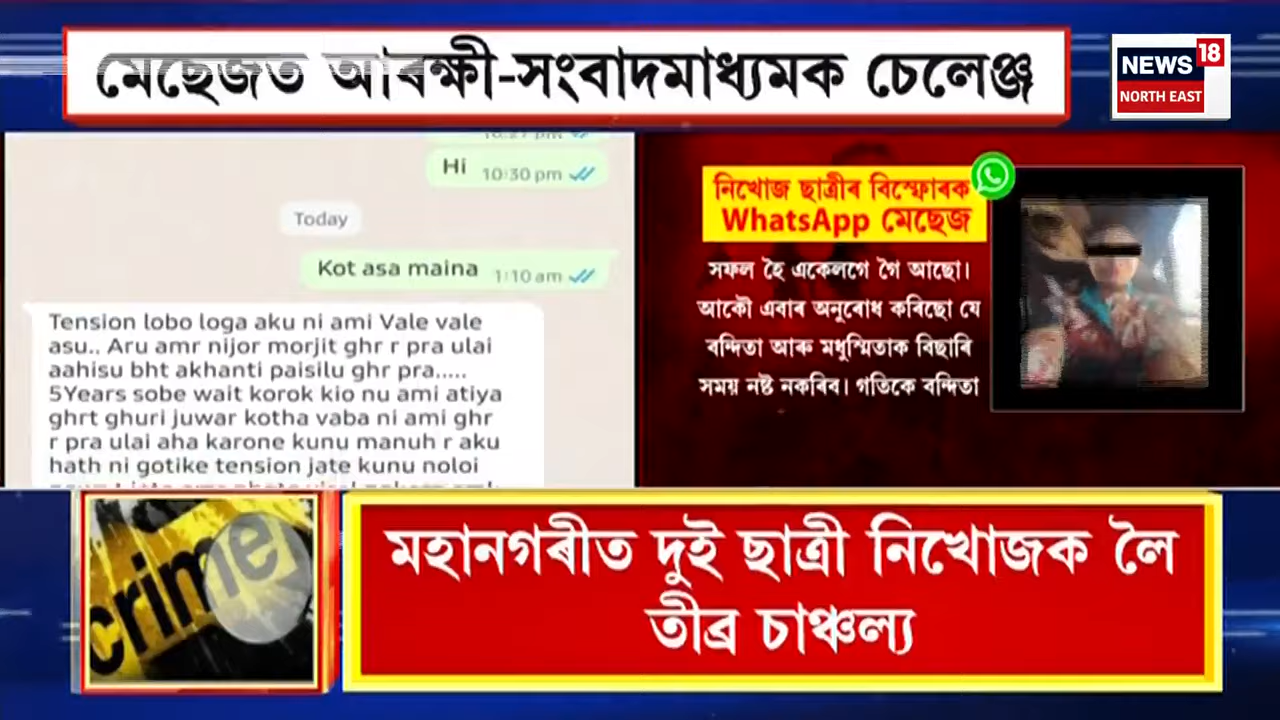 মেছেজত আৰক্ষী-সংবাদমাধ্যমক চেলেঞ্জ
NEWS 18
NORTH EAST
10:27 pm
Hi 10:30 pm
Today
Kot asa maina 1:10 am
Tension lobo loga aku ni ami Vale vale
asu.. Aru amr nijor morjit ghr r pra ulai
aahisu bht akhanti paisilu ghr pra.....
5Years sobe wait korok kio nu ami atiya
ghrt ghuri juwar kotha vaba ni ami ghr
r pra ulai aha karone kunu manuh r aku
hath ni gotike tension jate kunu noloi
নিখোজ ছাত্ৰীৰ বিস্ফোৰক
WhatsApp মেছেজ
সফল হৈ একেলগে গৈ আছো।
আকৌ এবাৰ অনুৰোধ কৰিছো যে
বন্দিতা আৰু মধুস্মিতাক বিছাৰি
সময় নষ্ট নকৰিব। গতিকে বন্দিতা
crime
মহানগৰীত দুই ছাত্ৰী নিখোজক লৈ
তীব্ৰ চাঞ্চল্য